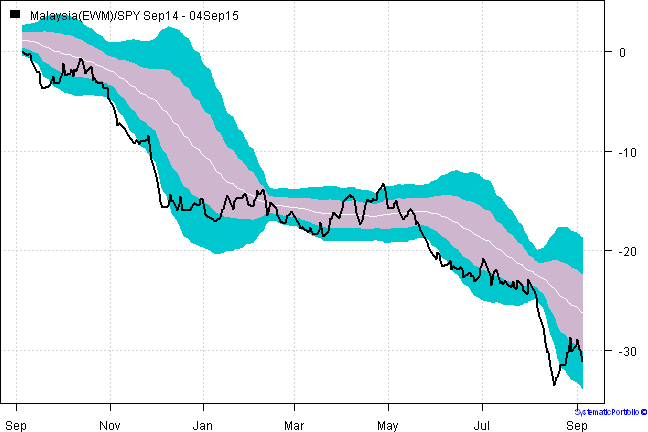 Malaysia(EWM)/SPY Sep14 - 04Sep15
0
-10
-20
-30
SystematicPortfolio ©
Sep Nov Jan Mar May Jul Sep